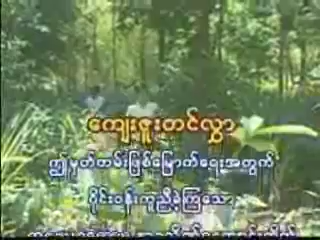 ကျေးဇူးတင်လွှာ
ဤမှတ်တမ်းဖြစ်မြောက်ရေးအတွက်
ဝိုင်းဝန်းကူညီခဲ့ကြသော